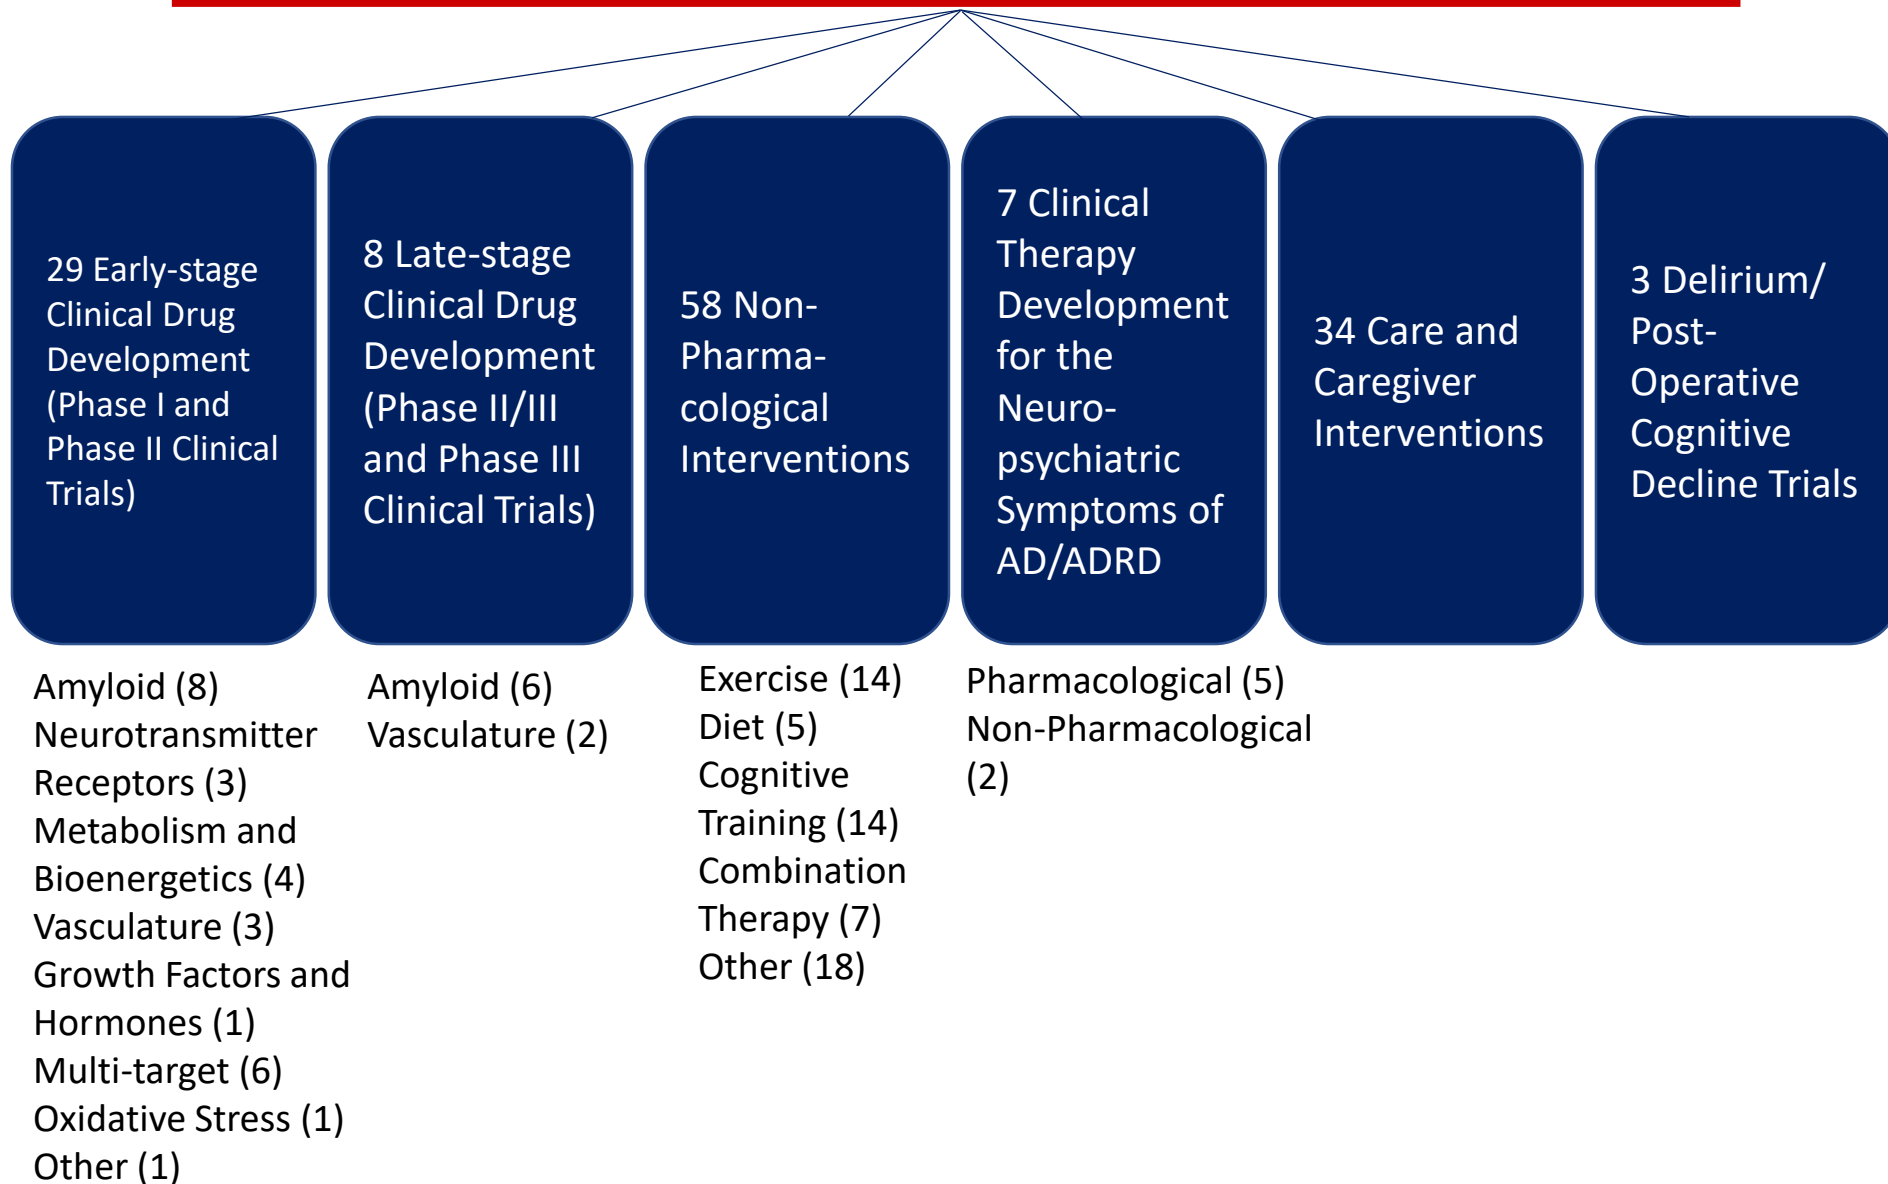 29 Early-stage
Clinical Drug
Development
(Phase I and
Phase II Clinical
Trials)
8 Late-stage
Clinical Drug
Development
(Phase II/III
and Phase III
Clinical Trials)
58 Non-
Pharma-
cological
Interventions
7 Clinical
Therapy
Development
for the
Neuro-
psychiatric
Symptoms of
AD/ADRD
34 Care and
Caregiver
Interventions
3 Delirium/
Post-
Operative
Cognitive
Decline Trials
Amyloid (8)
Neurotransmitter
Receptors (3)
Metabolism and
Bioenergetics (4)
Vasculature (3)
Growth Factors and
Hormones (1)
Multi-target (6)
Oxidative Stress (1)
Other (1)
Amyloid (6)
Vasculature (2)
Exercise (14)
Diet (5)
Cognitive
Training (14)
Combination
Therapy (7)
Other (18)
Pharmacological (5)
Non-Pharmacological
(2)